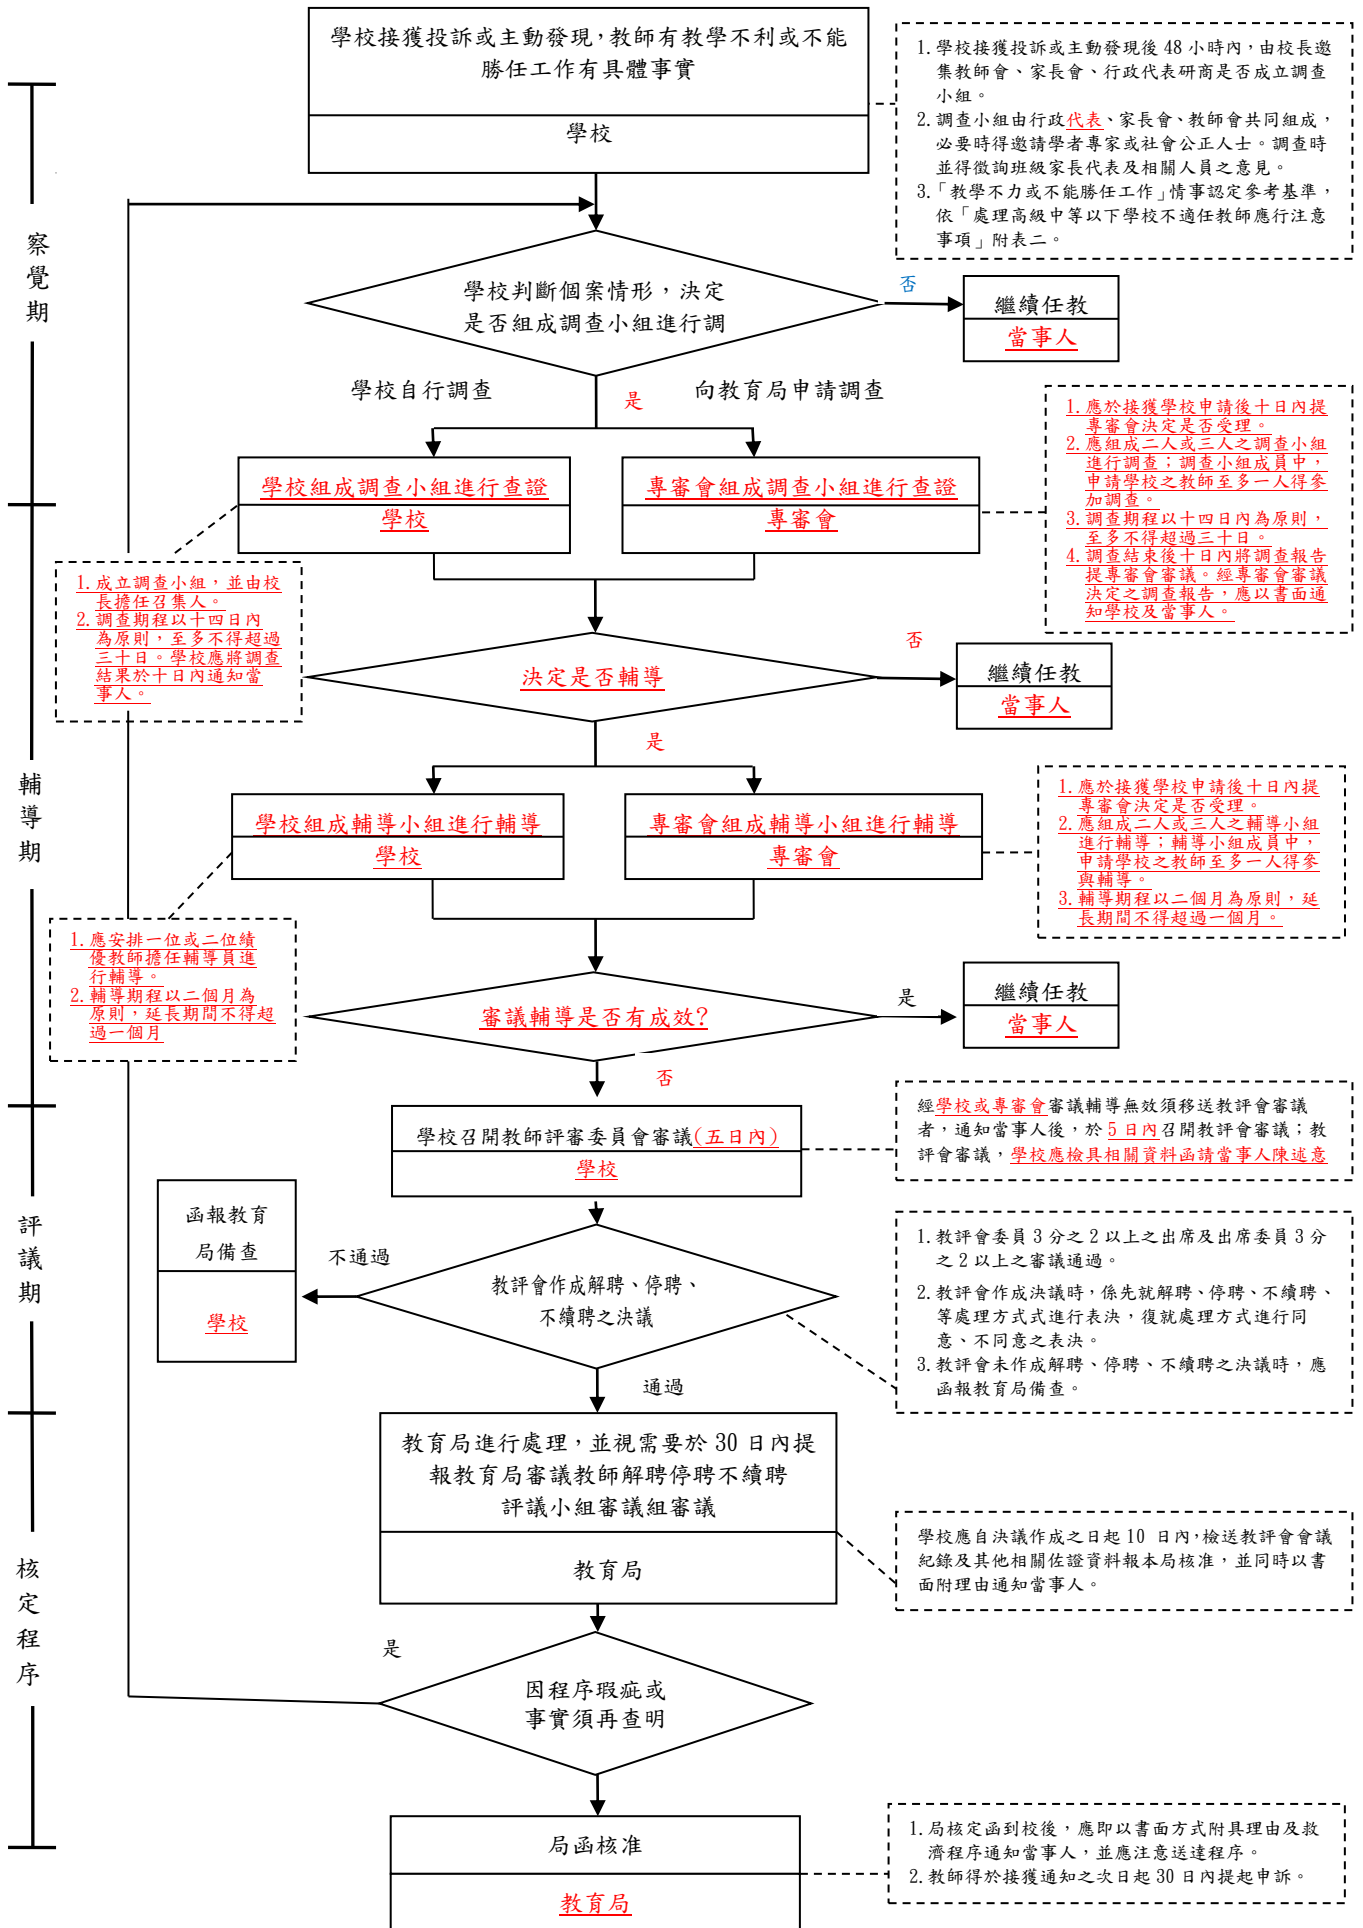 學校接獲投訴或主動發現，教師有教學不利或不能
勝任工作有具體事實
學校
1. 學校接獲投訴或主動發現後 48 小時內，由校長邀
集教師會、家長會、行政代表研商是否成立調查
小組。
2. 調查小組由行政代表、家長會、教師會共同組成，
必要時得邀請學者專家或社會公正人士。調查時
並得徵詢班級家長代表及相關人員之意見。
3.「教學不力或不能勝任工作」情事認定參考基準，
依「處理高級中等以下學校不適任教師應行注意
事項」附表二。
察覺期
學校判斷個案情形，決定
是否組成調查小組進行調
否
繼續任教
當事人
學校自行調查
是
向教育局申請調查
學校組成調查小組進行查證
學校
專審會組成調查小組進行查證
專審會
1. 應於接獲學校申請後十日內提
專審會決定是否受理。
2. 應組成二人或三人之調查小組
進行調查；調查小組成員中，
申請學校之教師至多一人得參
加調查。
3. 調查期程以十四日內為原則，
至多不得超過三十日。
4. 調查結束後十日內將調查報告
提專審會審議。經專審會審議
決定之調查報告，應以書面通
知學校及當事人。
1. 成立調查小組，並由校
長擔任召集人。
2. 調查期程以十四日內
為原則，至多不得超過
三十日。學校應將調查
結果於十日內通知當
事人。
決定是否輔導
否
繼續任教
當事人
是
輔導期
學校組成輔導小組進行輔導
學校
專審會組成輔導小組進行輔導
專審會
1. 應於接獲學校申請後十日內提
專審會決定是否受理。
2. 應組成二人或三人之輔導小組
進行輔導；輔導小組成員中，
申請學校之教師至多一人得參
與輔導。
3. 輔導期程以二個月為原則，延
長期間不得超過一個月。
1. 應安排一位或二位績
優教師擔任輔導員進
行輔導。
2. 輔導期程以二個月為
原則，延長期間不得超
過一個月
審議輔導是否有成效?
是
繼續任教
當事人
否
學校召開教師評審委員會審議(五日內)
學校
經學校或專審會審議輔導無效須移送教評會審議
者，通知當事人後，於 5 日內召開教評會審議；教
評會審議，學校應檢具相關資料函請當事人陳述意
評議期
函報教育
局備查
學校
不通過
教評會作成解聘、停聘、
不續聘之決議
1. 教評會委員 3 分之 2 以上之出席及出席委員 3 分
之 2 以上之審議通過。
2. 教評會作成決議時，係先就解聘、停聘、不續聘、
等處理方式式進行表決，復就處理方式進行同
意、不同意之表決。
3. 教評會未作成解聘、停聘、不續聘之決議時，應
函報教育局備查。
通過
教育局進行處理，並視需要於 30 日內提
報教育局審議教師解聘停聘不續聘
評議小組審議組審議
教育局
學校應自決議作成之日起 10 日內，檢送教評會會議
紀錄及其他相關佐證資料報本局核准，並同時以書
面附理由通知當事人。
核定程序
是
因程序瑕疵或
事實須再查明
局函核准
教育局
1. 局核定函到校後，應即以書面方式附具理由及救
濟程序通知當事人，並應注意送達程序。
2. 教師得於接獲通知之次日起 30 日內提起申訴。